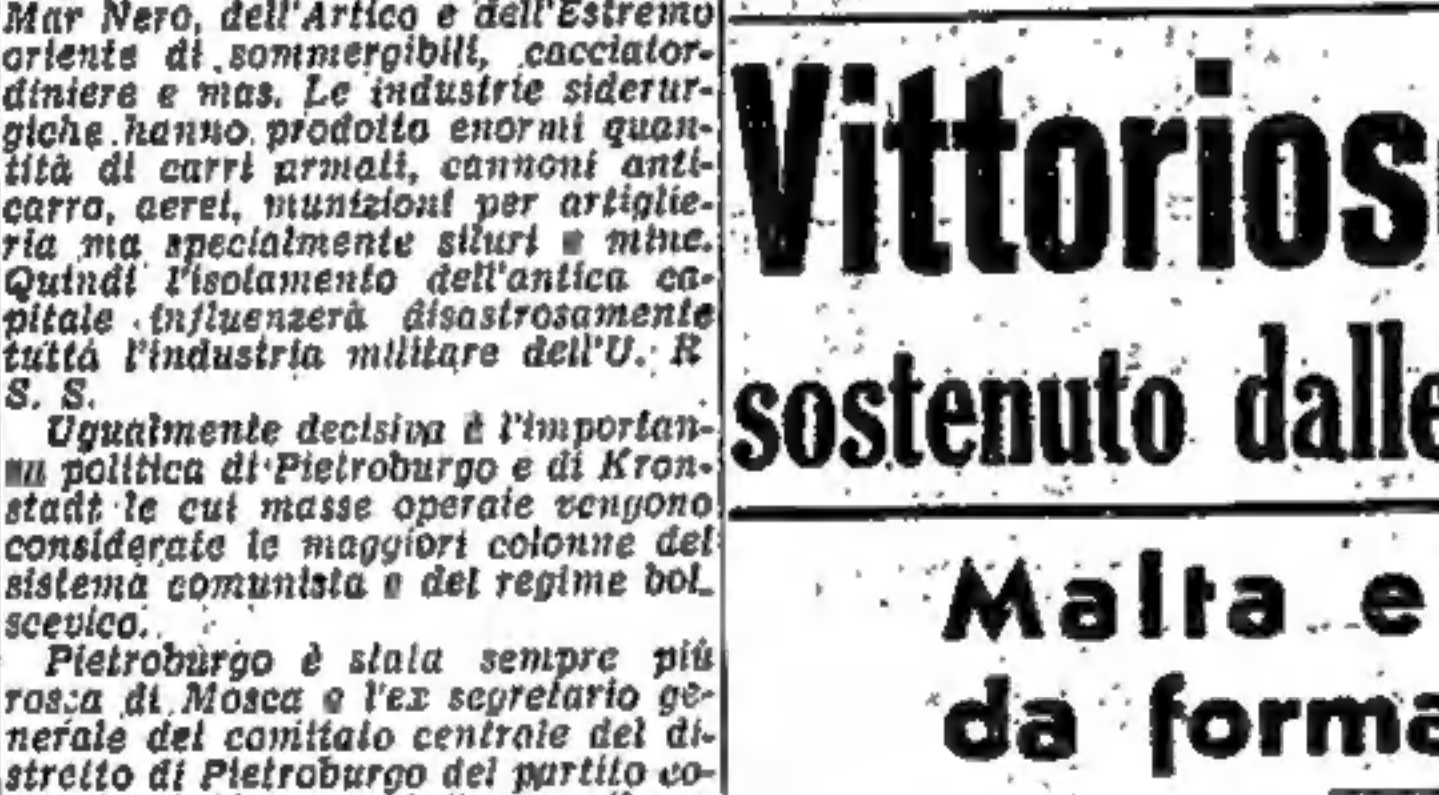 Mar Nero, dell'Artico e dell'Estremo
oriente di sommergibili, cacciator-
diniere e mas. Le industrie siderur-
giche hanno prodotto enormi quan-
tità di carri armati, cannoni anti-
carro, aerei, munizioni per artiglie-
ria ma specialmente siluri e mine.
Quindi l'isolamento dell'antica ca-
pitale influenzerà disastrosamente
tutta l'industria militare dell'U. R
S. S.
Ugualmente decisiva è l'importan-
politica di Pietroburgo e di Kron-
stadt le cui masse operaie vengono
considerate le maggiori colonne del
sistema comunista e del regime bol-
scevico.
Pietroburgo è stata sempre più
rossa di Mosca e l'ex segretario ge-
nerale del comitato centrale del di-
stretto di Pietroburgo del partito co-
Vittorios
sostenuto dalle
Malta e
da forma